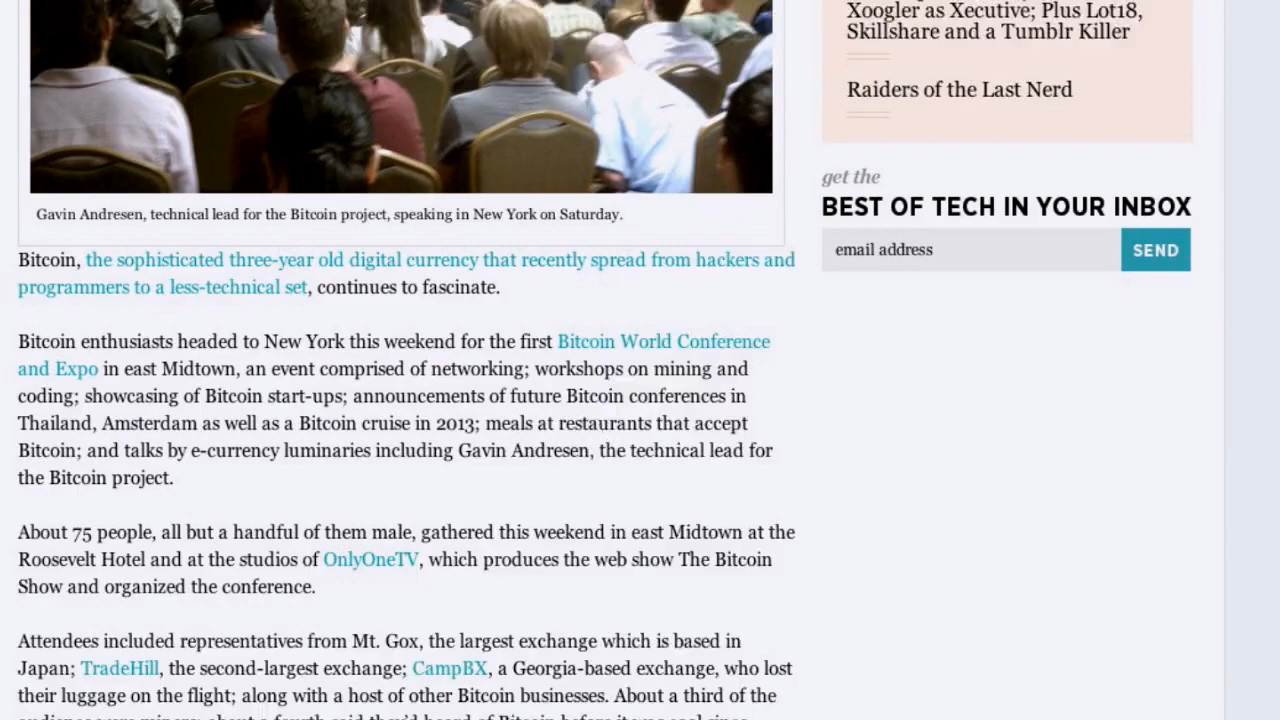 Xoogler as Xecutive; Plus Lot18,
Skillshare and a Tumblr Killer
Raiders of the Last Nerd
get the
BEST OF TECH IN YOUR INBOX
email address SEND
Gavin Andresen, technical lead for the Bitcoin project, speaking in New York on Saturday.
Bitcoin, the sophisticated three-year old digital currency that recently spread from hackers and
programmers to a less-technical set, continues to fascinate.
Bitcoin enthusiasts headed to New York this weekend for the first Bitcoin World Conference
and Expo in east Midtown, an event comprised of networking; workshops on mining and
coding; showcasing of Bitcoin start-ups; announcements of future Bitcoin conferences in
Thailand, Amsterdam as well as a Bitcoin cruise in 2013; meals at restaurants that accept
Bitcoin; and talks by e-currency luminaries including Gavin Andresen, the technical lead for
the Bitcoin project.
About 75 people, all but a handful of them male, gathered this weekend in east Midtown at the
Roosevelt Hotel and at the studios of OnlyOneTV, which produces the web show The Bitcoin
Show and organized the conference.
Attendees included representatives from Mt. Gox, the largest exchange which is based in
Japan; TradeHill, the second-largest exchange; CampBX, a Georgia-based exchange, who lost
their luggage on the flight; along with a host of other Bitcoin businesses. About a third of the